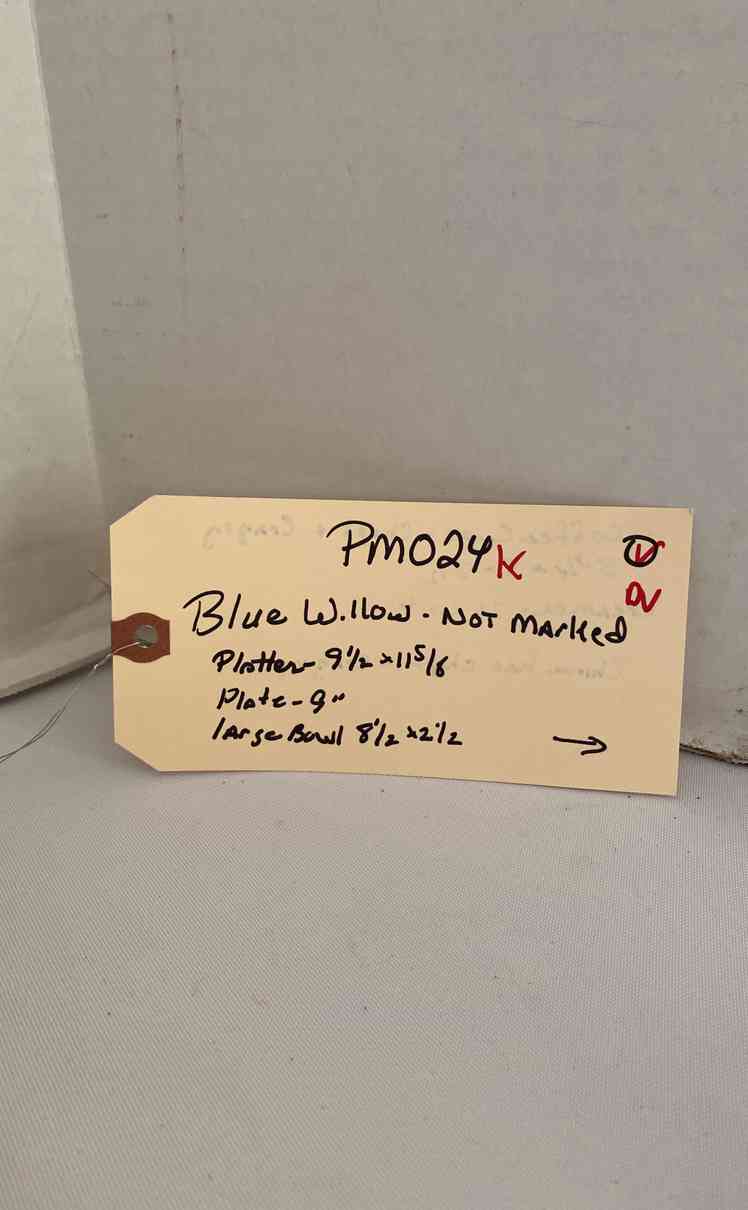 PM024K
Blue Willow - Not Marked
Platter - 9 1/2 x 11 5/8
Plate - 9"
large Bowl 8 1/2 x 2 1/2 →